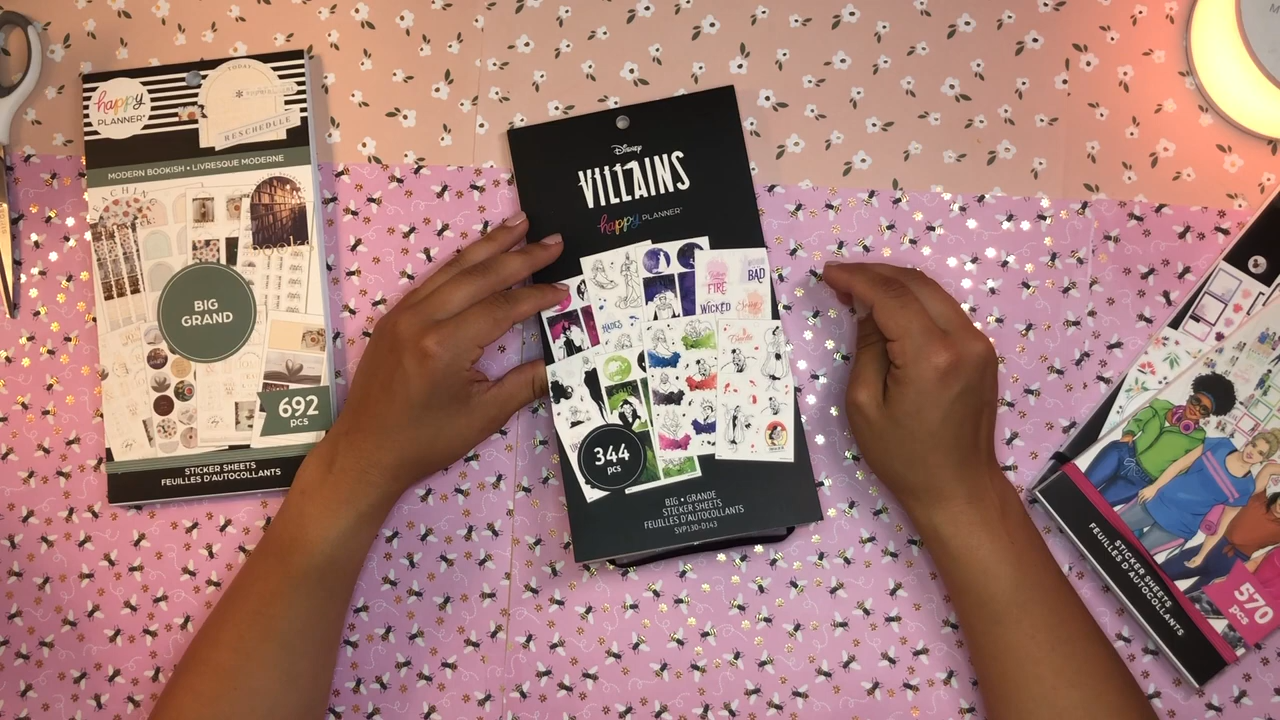 happy
PLANNER®
TODAY
RESCHEDULE
MODERN BOOKISH • LIVRESQUE MODERNE
books
BIG
GRAND
692
pcs
STICKER SHEETS
FEUILLES D'AUTOCOLLANTS
Disney
VILLAINS
happy PLANNER®
FIRE
BAD
WICKED
HADES
344
pcs
BIG • GRANDE
STICKER SHEETS
FEUILLES D'AUTOCOLLANTS
SVP130-D143
STICKER SHEETS
FEUILLES D'AUTOCOLLANTS
570
pcs